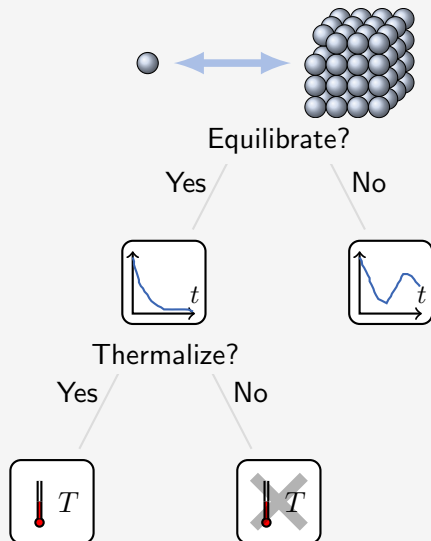 Equilibrate?
Yes No
t t
Thermalize?
Yes No
T T